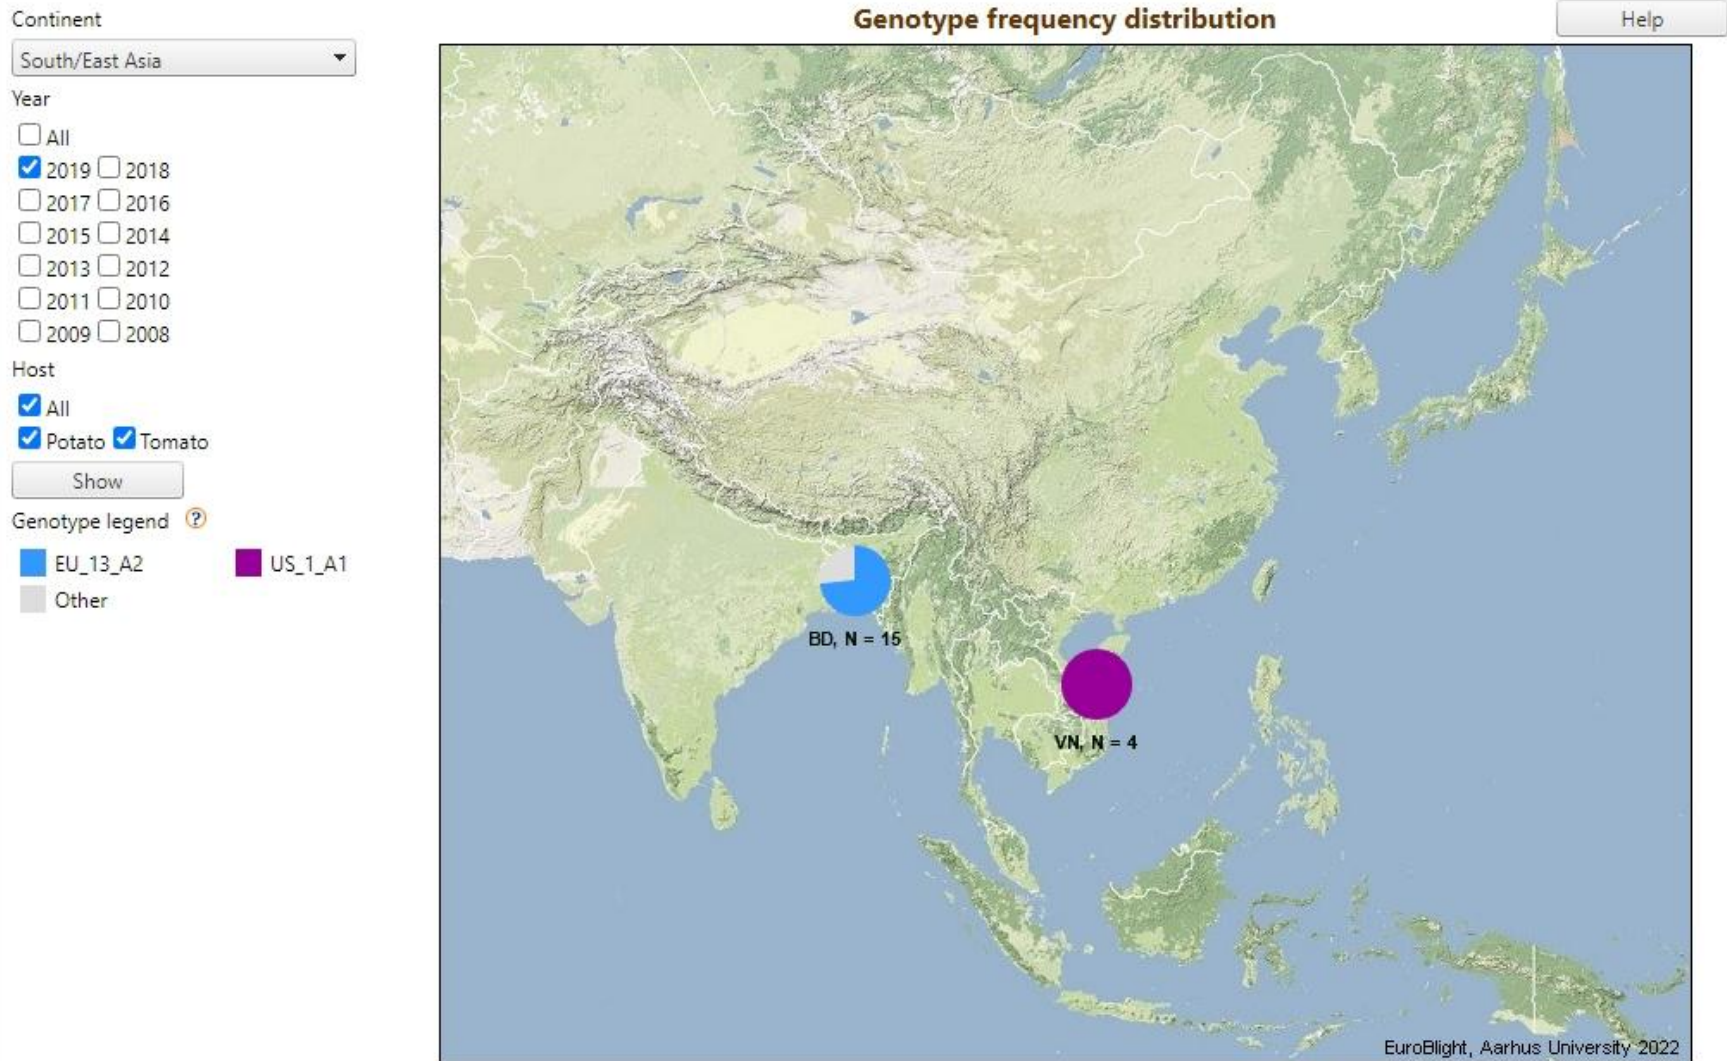 Continent
Genotype frequency distribution
Help
South/East Asia
Year
All
2019 2018
2017 2016
2015 2014
2013 2012
2011 2010
2009 2008
Host
All
Potato Tomato
Show
Genotype legend ?
EU_13_A2 US_1_A1
Other
BD, N = 15
VN, N = 4
EuroBlight, Aarhus University 2022